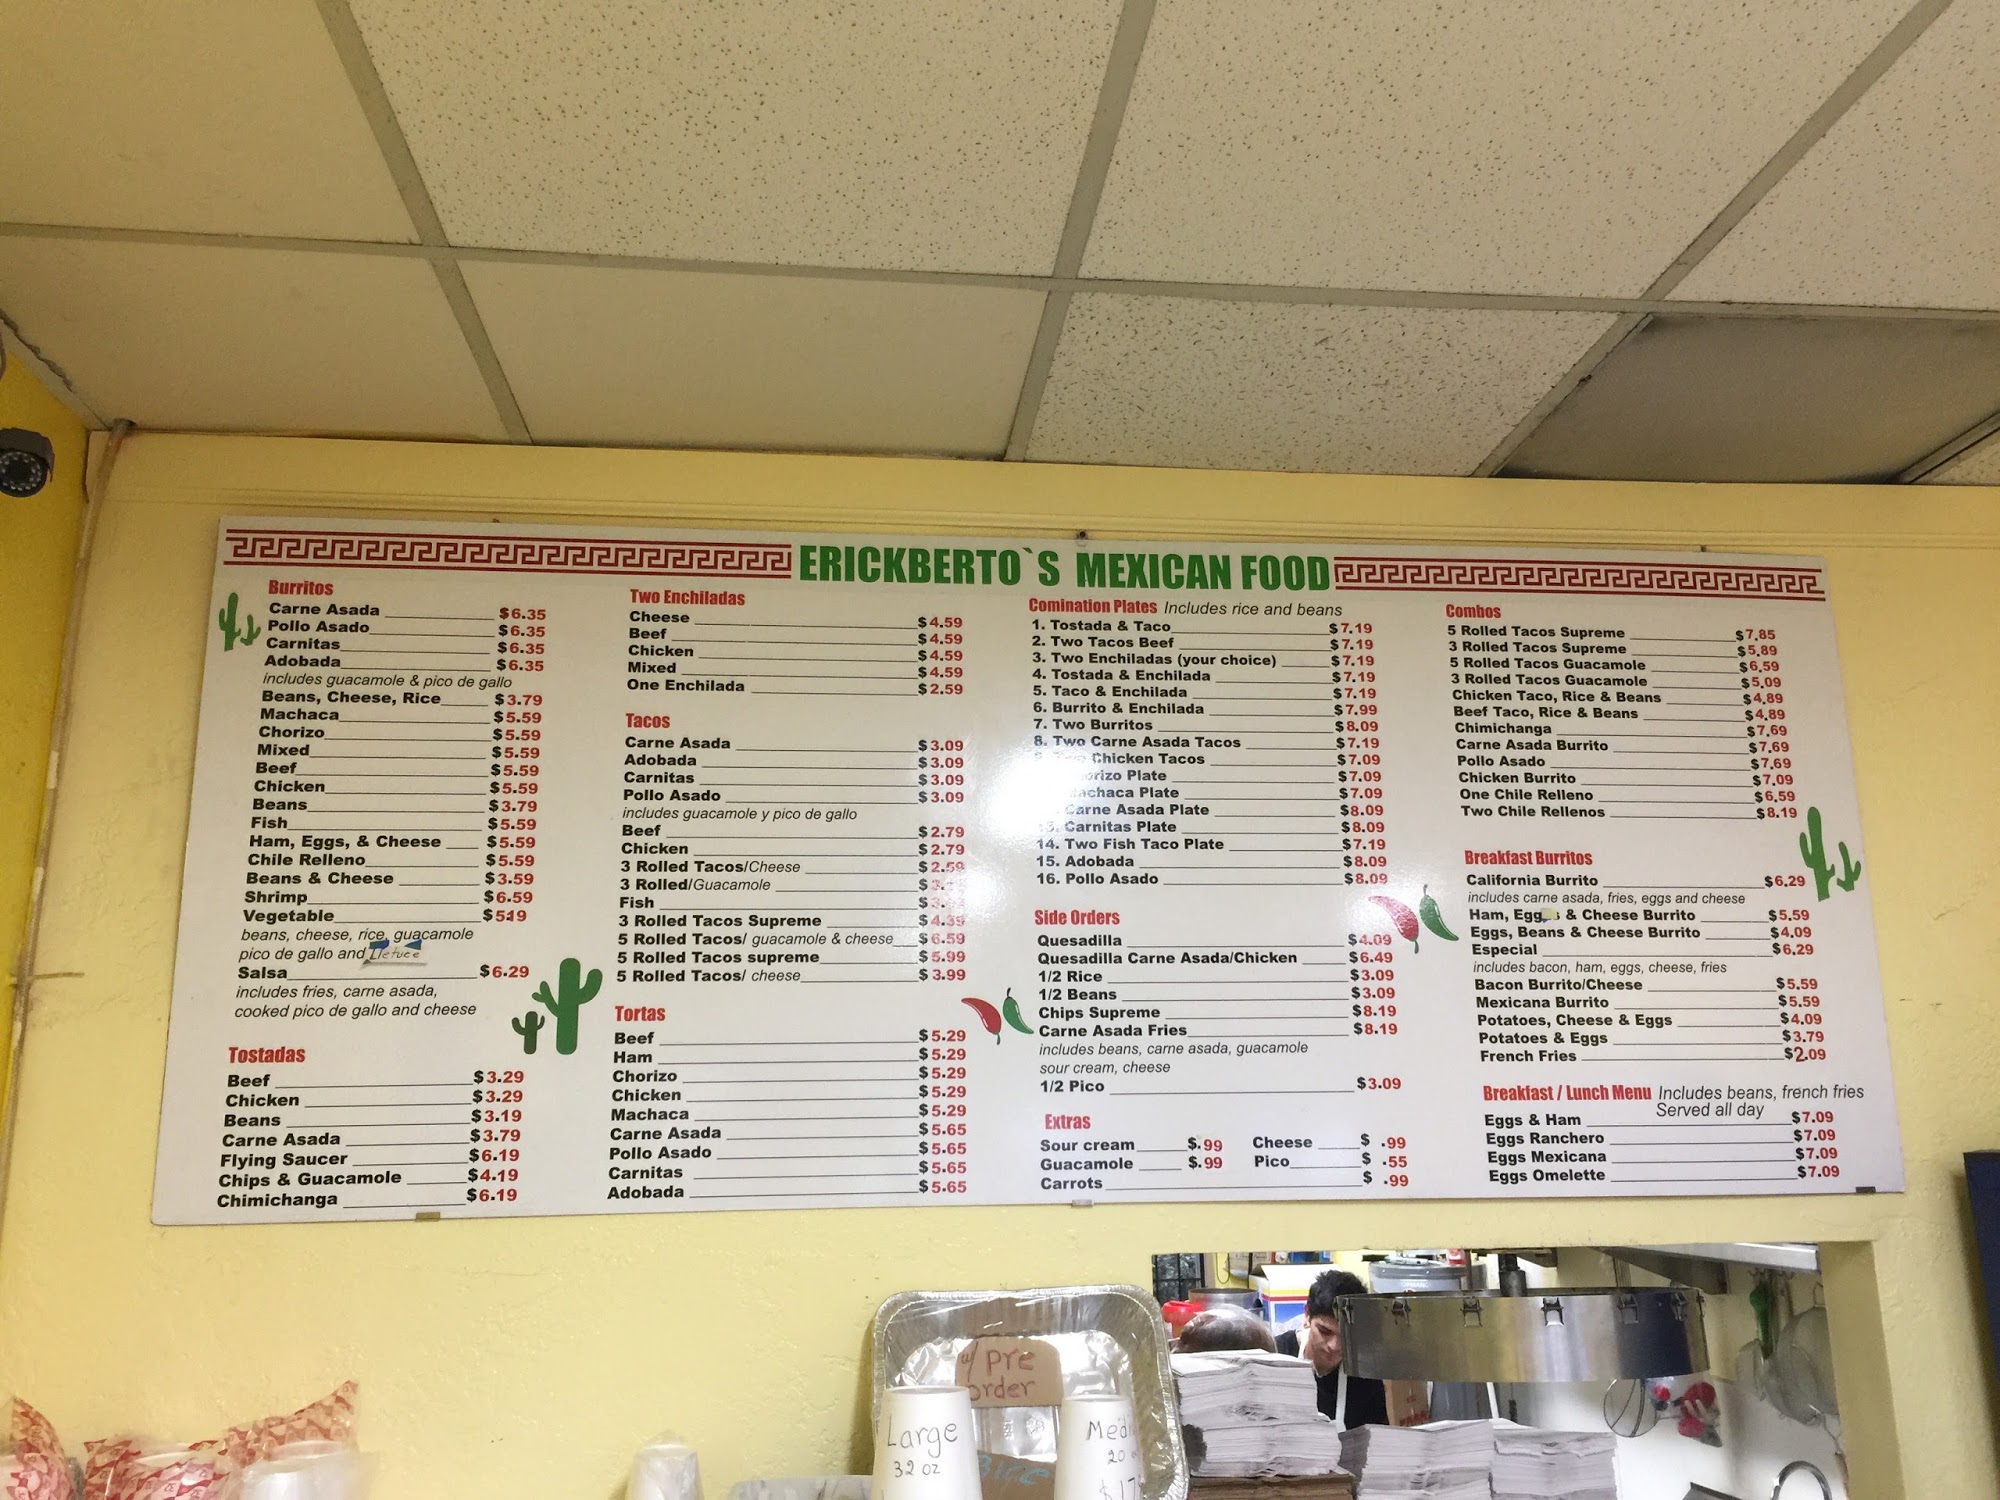 ERICKBERTO`S MEXICAN FOOD
Burritos
Carne Asada $6.35
Pollo Asado $6.35
Carnitas $6.35
Adobada $6.35
includes guacamole & pico de gallo
Beans, Cheese, Rice $3.79
Machaca $5.59
Chorizo $5.59
Mixed $5.59
Beef $5.59
Chicken $5.59
Beans $3.79
Fish $5.59
Ham, Eggs, & Cheese $5.59
Chile Relleno $5.59
Beans & Cheese $3.59
Shrimp $6.59
Vegetable $519
beans, cheese, rice, guacamole
pico de gallo and
Salsa $6.29
includes fries, carne asada,
cooked pico de gallo and cheese
Tostadas
Beef $3.29
Chicken $3.29
Beans $3.19
Carne Asada $3.79
Flying Saucer $6.19
Chips & Guacamole $4.19
Chimichanga $6.19
Two Enchiladas
Cheese $4.59
Beef $4.59
Chicken $4.59
Mixed $4.59
One Enchilada $2.59
Tacos
Carne Asada $3.09
Adobada $3.09
Carnitas $3.09
Pollo Asado $3.09
includes guacamole y pico de gallo
Beef $2.79
Chicken $2.79
3 Rolled Tacos/Cheese $2.59
3 Rolled/Guacamole
Fish
3 Rolled Tacos Supreme $4.39
5 Rolled Tacos/ guacamole & cheese $6.59
5 Rolled Tacos supreme $5.99
5 Rolled Tacos/ cheese $3.99
Tortas
Beef $5.29
Ham $5.29
Chorizo $5.29
Chicken $5.29
Machaca $5.29
Carne Asada $5.65
Pollo Asado $5.65
Carnitas $5.65
Adobada $5.65
Comination Plates Includes rice and beans
1. Tostada & Taco $7.19
2. Two Tacos Beef $7.19
3. Two Enchiladas (your choice) $7.19
4. Tostada & Enchilada $7.19
5. Taco & Enchilada $7.19
6. Burrito & Enchilada $7.99
7. Two Burritos $8.09
8. Two Carne Asada Tacos $7.19
Chicken Tacos $7.09
Plate $7.09
Plate $7.09
Carne Asada Plate $8.09
13. Carnitas Plate $8.09
14. Two Fish Taco Plate $7.19
15. Adobada $8.09
16. Pollo Asado $8.09
Side Orders
Quesadilla $4.09
Quesadilla Carne Asada/Chicken $6.49
1/2 Rice $3.09
1/2 Beans $3.09
Chips Supreme $8.19
Carne Asada Fries $8.19
includes beans, carne asada, guacamole
sour cream, cheese
1/2 Pico $3.09
Extras
Sour cream $.99 Cheese $ .99
Guacamole $.99 Pico $ .55
Carrots $ .99
Combos
5 Rolled Tacos Supreme $7.85
3 Rolled Tacos Supreme $5.89
5 Rolled Tacos Guacamole $6.59
3 Rolled Tacos Guacamole $5.09
Chicken Taco, Rice & Beans $4.89
Beef Taco, Rice & Beans $4.89
Chimichanga $7.69
Carne Asada Burrito $7.69
Pollo Asado $7.69
Chicken Burrito $7.09
One Chile Relleno $6.59
Two Chile Rellenos $8.19
Breakfast Burritos
California Burrito $6.29
includes carne asada, fries, eggs and cheese
Ham, Eggs & Cheese Burrito $5.59
Eggs, Beans & Cheese Burrito $4.09
Especial $6.29
includes bacon, ham, eggs, cheese, fries
Bacon Burrito/Cheese $5.59
Mexicana Burrito $5.59
Potatoes, Cheese & Eggs $4.09
Potatoes & Eggs $3.79
French Fries $2.09
Breakfast / Lunch Menu Includes beans, french fries
Served all day
Eggs & Ham $7.09
Eggs Ranchero $7.09
Eggs Mexicana $7.09
Eggs Omelette $7.09
w/ pre
order
Large
32 oz
20